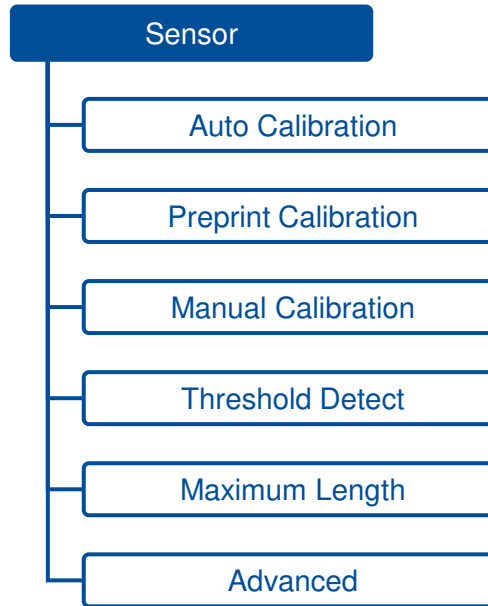 Sensor
Auto Calibration
Preprint Calibration
Manual Calibration
Threshold Detect
Maximum Length
Advanced